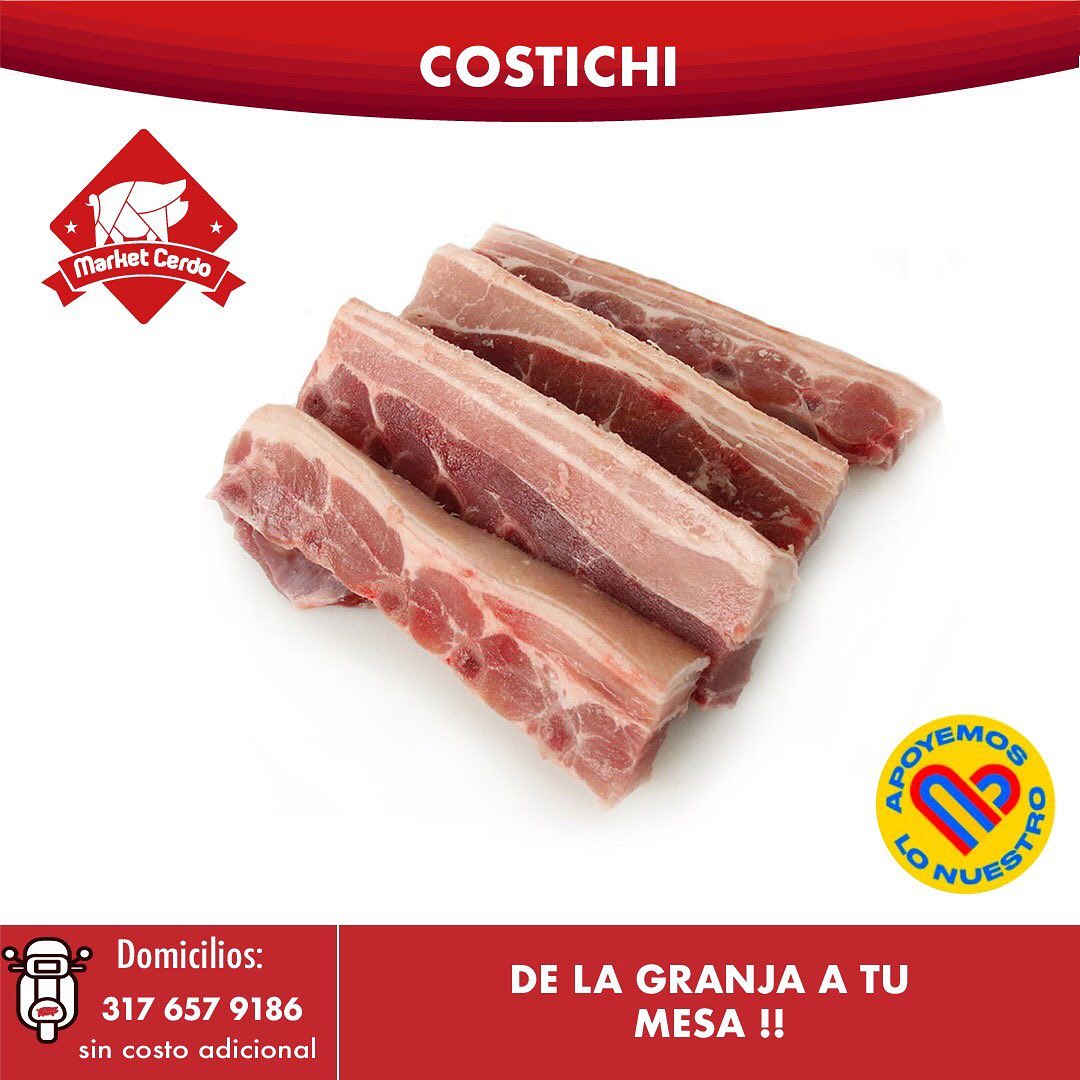 COSTICHI
Market Cerdo
APOYEMOS
LO NUESTRO
Domicilios:
317 657 9186
sin costo adicional
DE LA GRANJA A TU
MESA !!